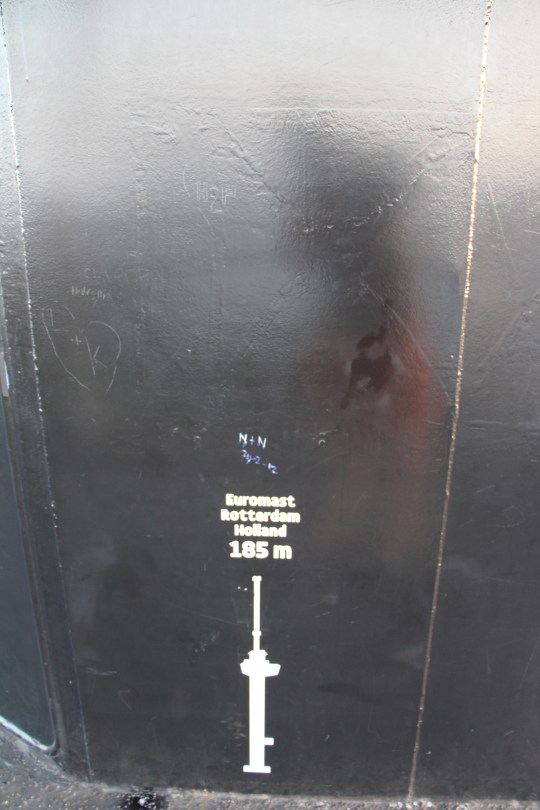 +K
N+N
Euromast
Rotterdam
Holland
185 m